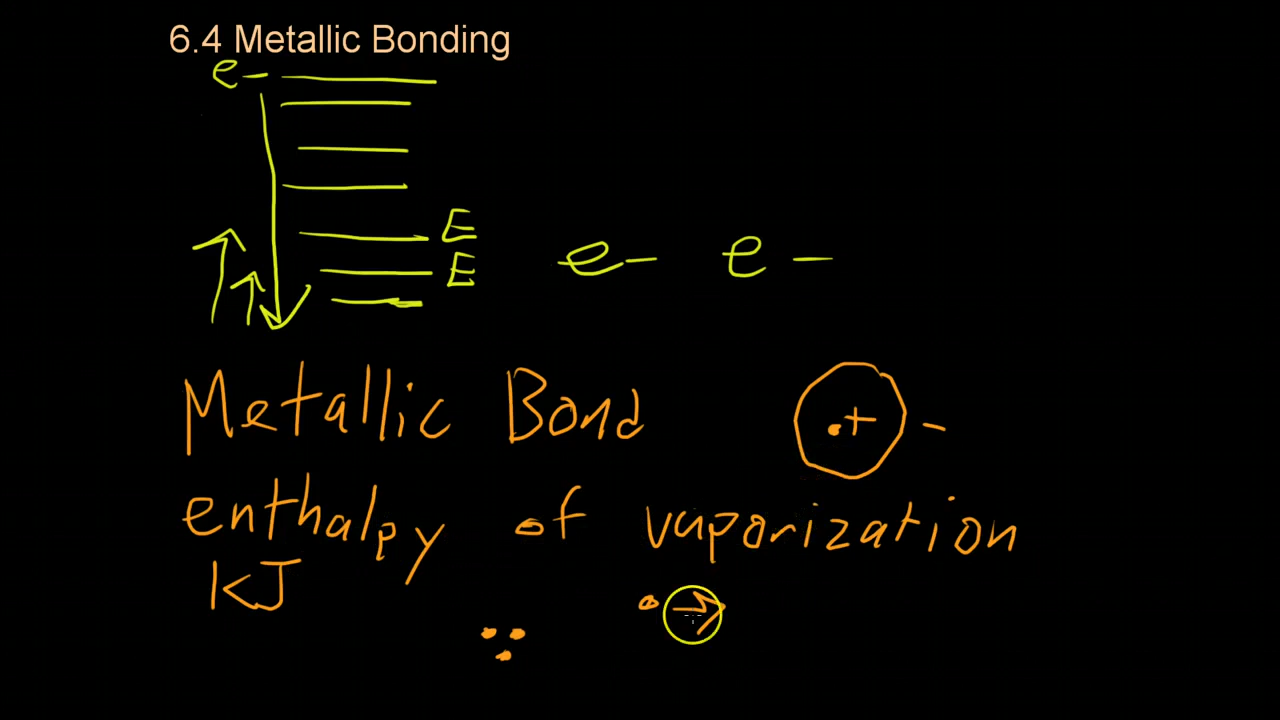 6.4 Metallic Bonding
e-
E
E
e- e-
Metallic Bond
+ -
enthalpy of vaporization
KJ